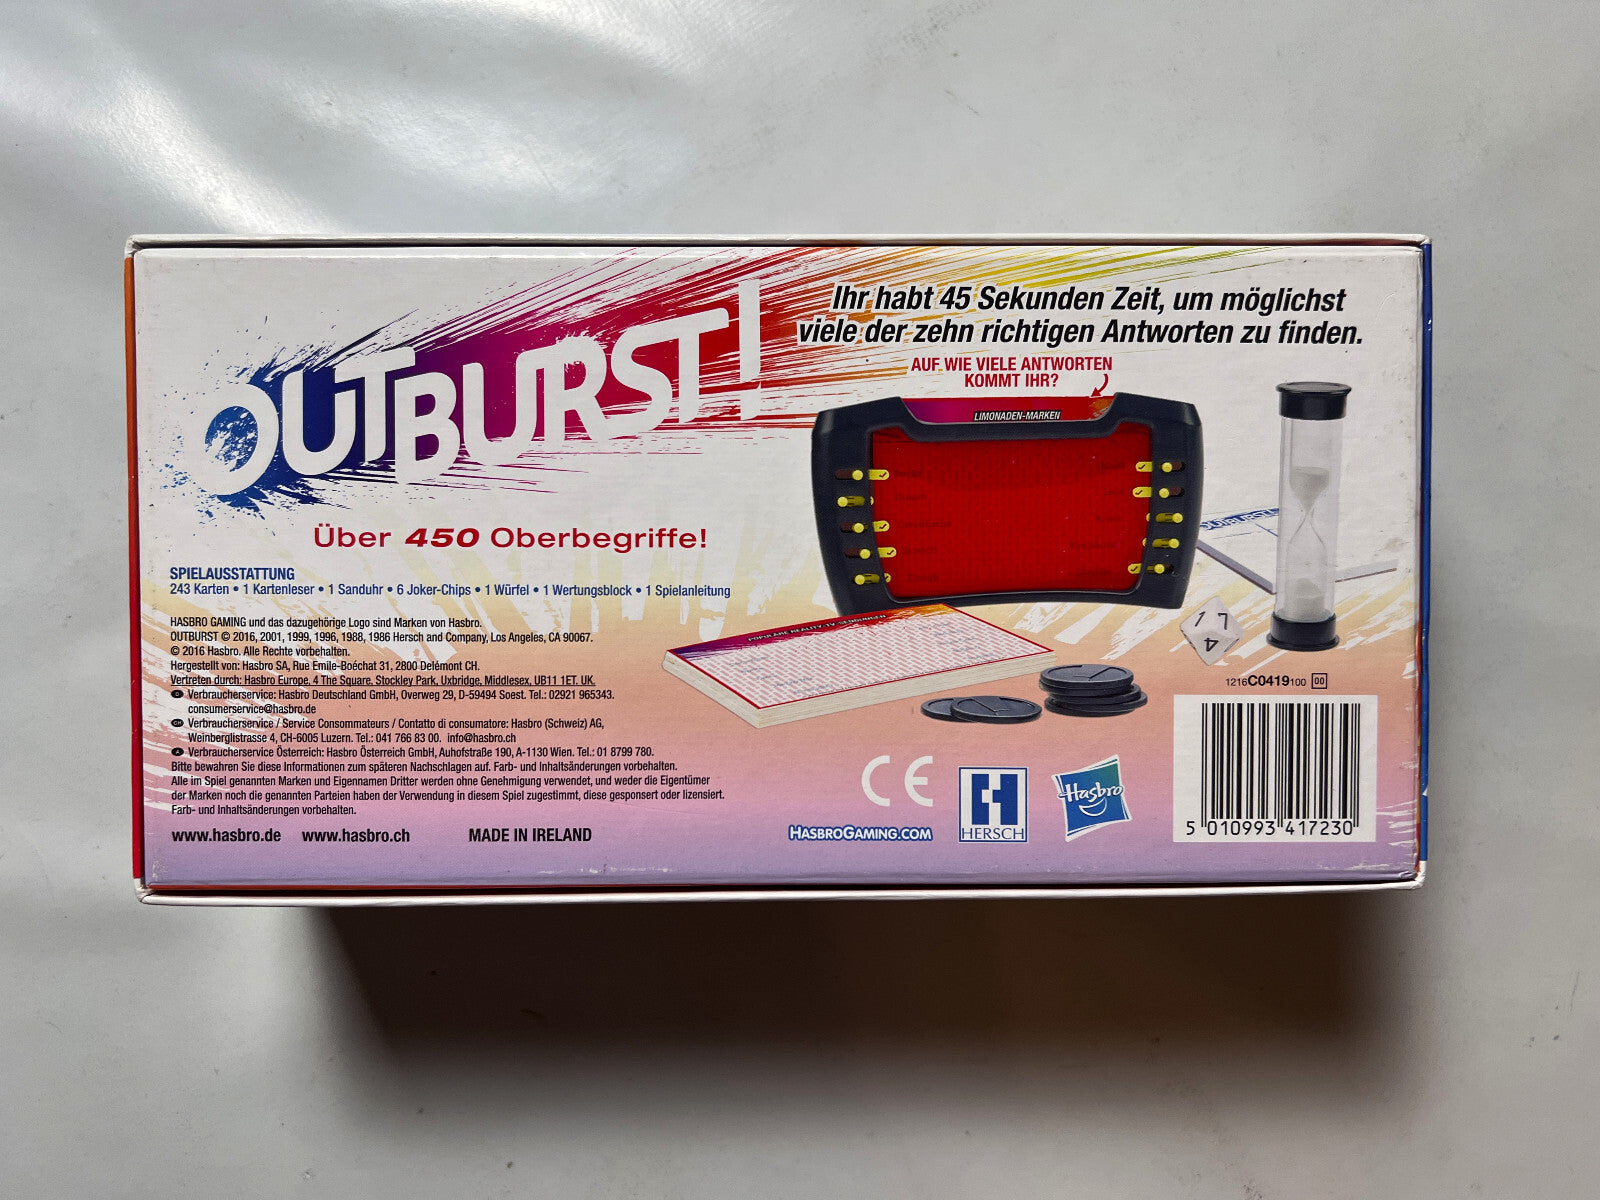 OUTBURST!
Ihr habt 45 Sekunden Zeit, um möglichst
viele der zehn richtigen Antworten zu finden.
AUF WIE VIELE ANTWORTEN
KOMMT IHR?
LIMONADEN-MARKEN
Über 450 Oberbegriffe!
SPIELAUSSTATTUNG
243 Karten • 1 Kartenleser • 1 Sanduhr • 6 Joker-Chips • 1 Würfel • 1 Wertungsblock • 1 Spielanleitung
HASBRO GAMING und das dazugehörige Logo sind Marken von Hasbro.
OUTBURST © 2016, 2001, 1999, 1996, 1988, 1986 Hersch and Company, Los Angeles, CA 90067.
© 2016 Hasbro. Alle Rechte vorbehalten.
Hergestellt von: Hasbro SA, Rue Emile-Boéchat 31, 2800 Delémont CH.
Vertreten durch: Hasbro Europe, 4 The Square, Stockley Park, Uxbridge, Middlesex, UB11 1ET. UK.
D Verbraucherservice: Hasbro Deutschland GmbH, Overweg 29, D-59494 Soest. Tel.: 02921 965343.
consumerservice@hasbro.de
CH Verbraucherservice / Service Consommateurs / Contatto di consumatore: Hasbro (Schweiz) AG,
Weinberglistrasse 4, CH-6005 Luzern. Tel.: 041 766 83 00. info@hasbro.ch
A Verbraucherservice Österreich: Hasbro Österreich GmbH, Auhofstraße 190, A-1130 Wien. Tel.: 01 8799 780.
Bitte bewahren Sie diese Informationen zum späteren Nachschlagen auf. Farb- und Inhaltsänderungen vorbehalten.
Alle im Spiel genannten Marken und Eigennamen Dritter werden ohne Genehmigung verwendet, und weder die Eigentümer
der Marken noch die genannten Parteien haben der Verwendung in diesem Spiel zugestimmt, diese gesponsert oder lizensiert.
Farb- und Inhaltsänderungen vorbehalten.
www.hasbro.de www.hasbro.ch MADE IN IRELAND
POPULÄRE REALITY-TV-SENDUNGEN
OUTBURST!
1 7
4
1216C0419100 00
CE
HASBROGAMING.COM
H
HERSCH
Hasbro
5 010993 417230